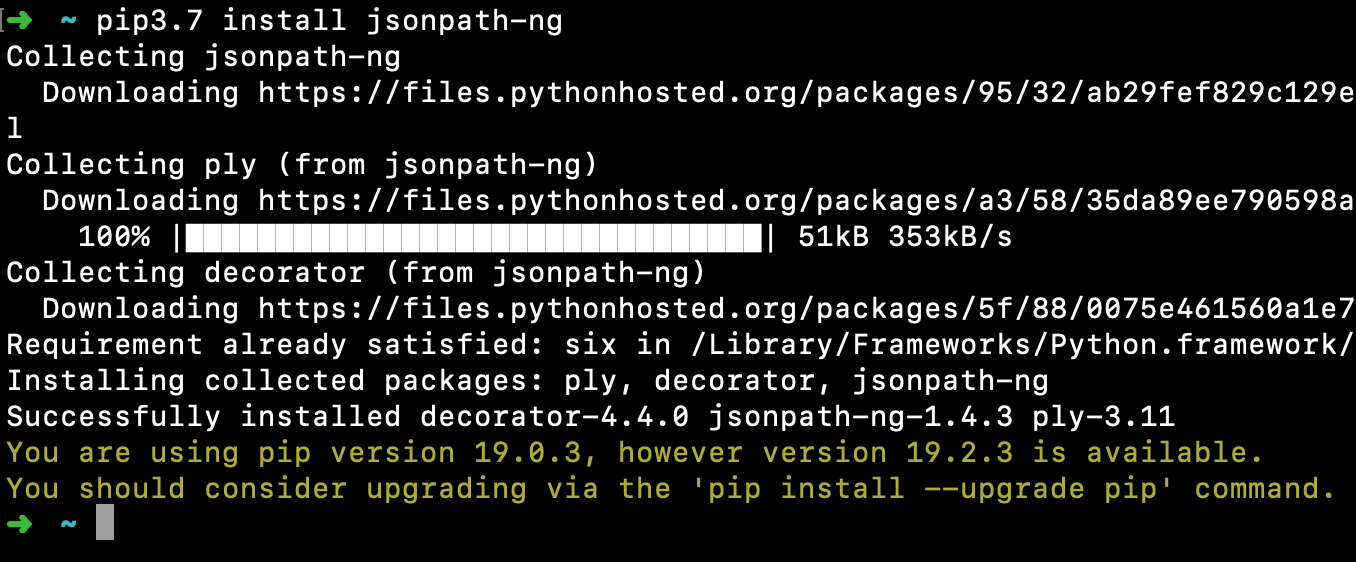 ➜ ~ pip3.7 install jsonpath-ng
Collecting jsonpath-ng
  Downloading https://files.pythonhosted.org/packages/95/32/ab29fef829c129e
l
Collecting ply (from jsonpath-ng)
  Downloading https://files.pythonhosted.org/packages/a3/58/35da89ee790598a
    100% |████████████████████████████████| 51kB 353kB/s
Collecting decorator (from jsonpath-ng)
  Downloading https://files.pythonhosted.org/packages/5f/88/0075e461560a1e7
Requirement already satisfied: six in /Library/Frameworks/Python.framework/
Installing collected packages: ply, decorator, jsonpath-ng
Successfully installed decorator-4.4.0 jsonpath-ng-1.4.3 ply-3.11
You are using pip version 19.0.3, however version 19.2.3 is available.
You should consider upgrading via the 'pip install --upgrade pip' command.
➜ ~